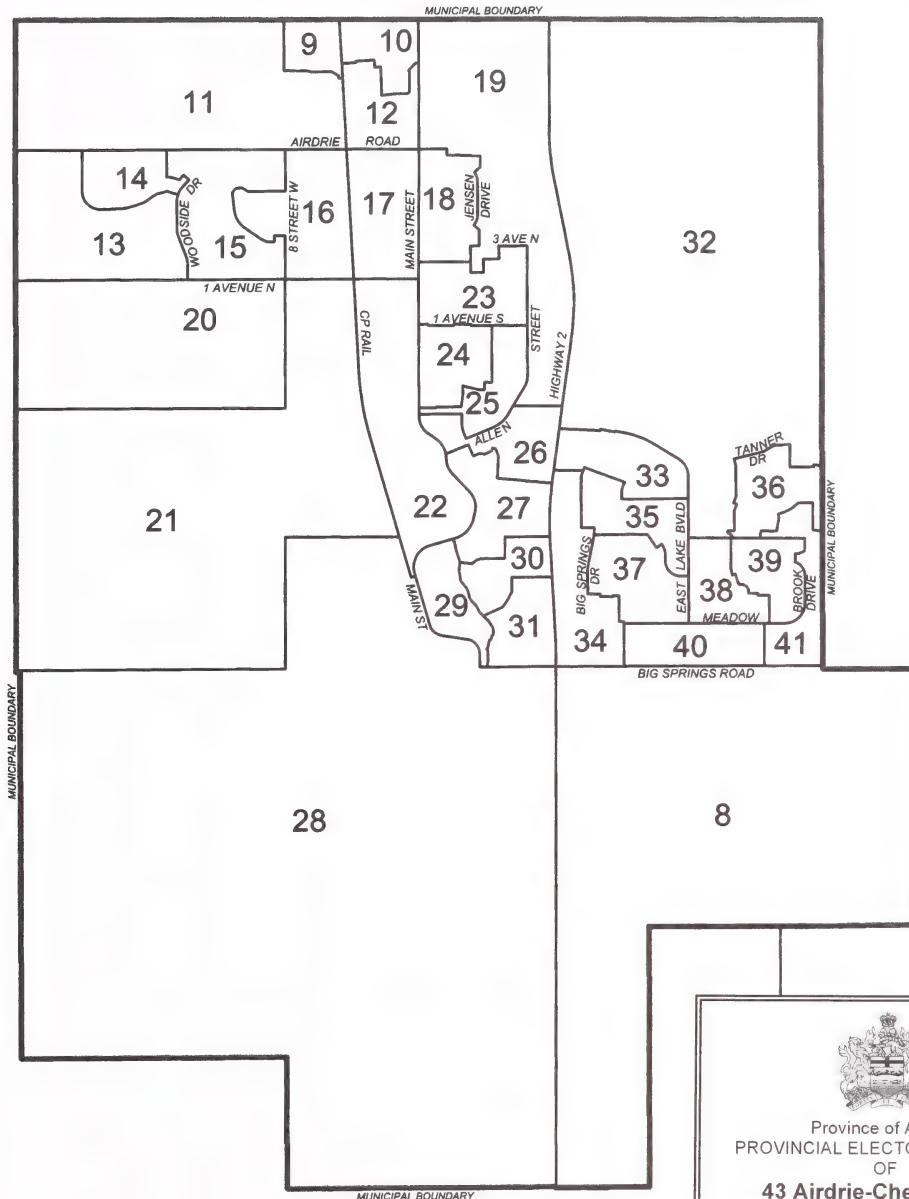 MUNICIPAL BOUNDARY
9
10
19
11
12
AIRDRIE ROAD
14
WOODSIDE DR
13
15
8 STREET W
16
17
MAIN STREET
18
JENSEN DRIVE
3 AVE N
32
1 AVENUE N
20
23
1 AVENUE S
CP RAIL
STREET
HIGHWAY 2
24
25
ALLEN
26
TANNER DR
33
36
21
22
27
35
BVLD
MUNICIPAL BOUNDARY
30
BIG SPRINGS DR
37
EAST LAKE
39
BROOK DRIVE
29
MAIN ST
38
31
MEADOW
34
40
41
BIG SPRINGS ROAD
MUNICIPAL BOUNDARY
28
8
Province of
PROVINCIAL
OF
43
MUNICIPAL BOUNDARY